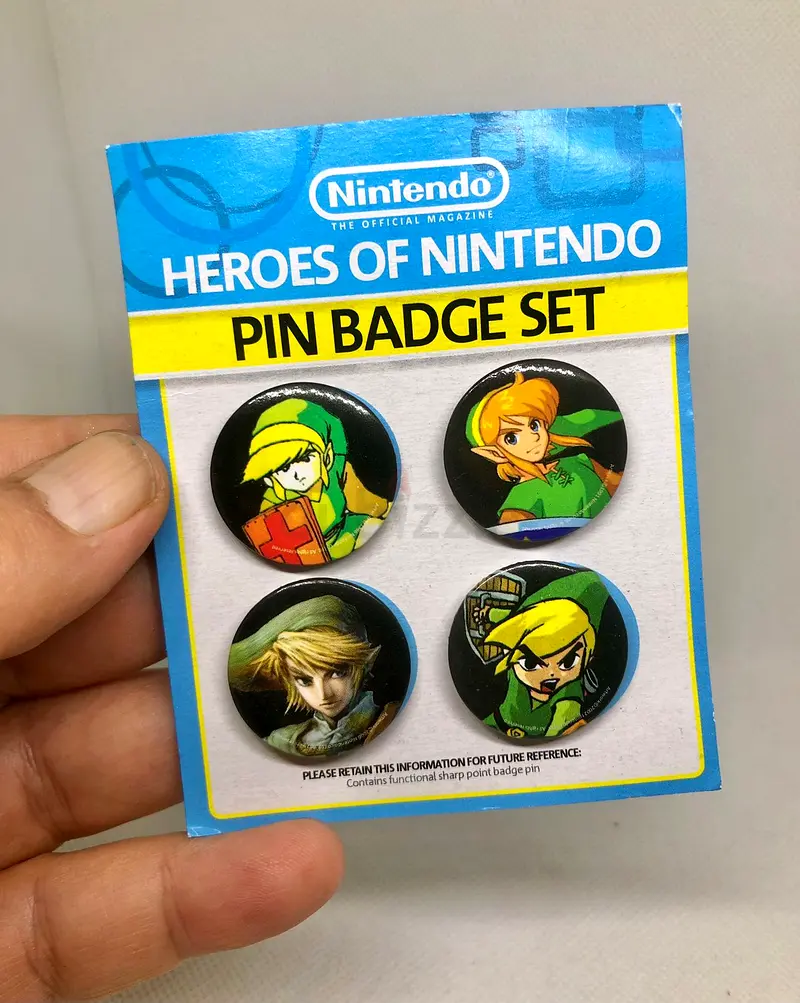 Nintendo®
THE OFFICIAL MAGAZINE
HEROES OF NINTENDO
PIN BADGE SET
PLEASE RETAIN THIS INFORMATION FOR FUTURE REFERENCE:
Contains functional sharp point badge pin